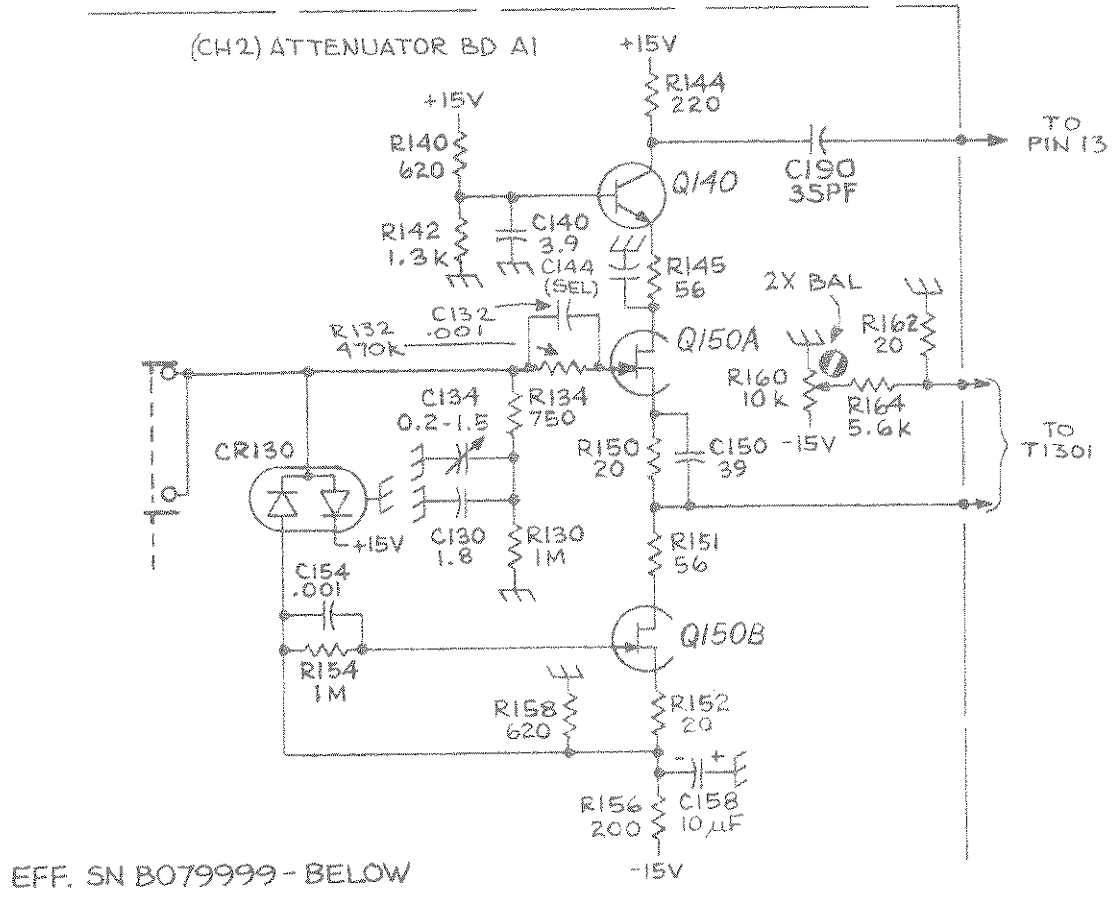 (CH2) ATTENUATOR BD A1
+15V
R144
220
+15V
R140
620
TO
PIN 13
C190
35PF
Q140
R142
1.3K
C140
3.9
C144
(SEL)
R145
56
2X BAL
C132
.001
R132
470K
Q150A
R162
20
R160
10K
R164
5.6K
-15V
C134
0.2-1.5
R134
750
TO
T1301
CR130
R150
20
C150
39
+15V
C130
1.8
R130
1M
R151
56
C154
.001
R154
1M
Q150B
R158
620
R152
20
- +
R156
200
C158
10µF
-15V
EFF. SN B079999-BELOW